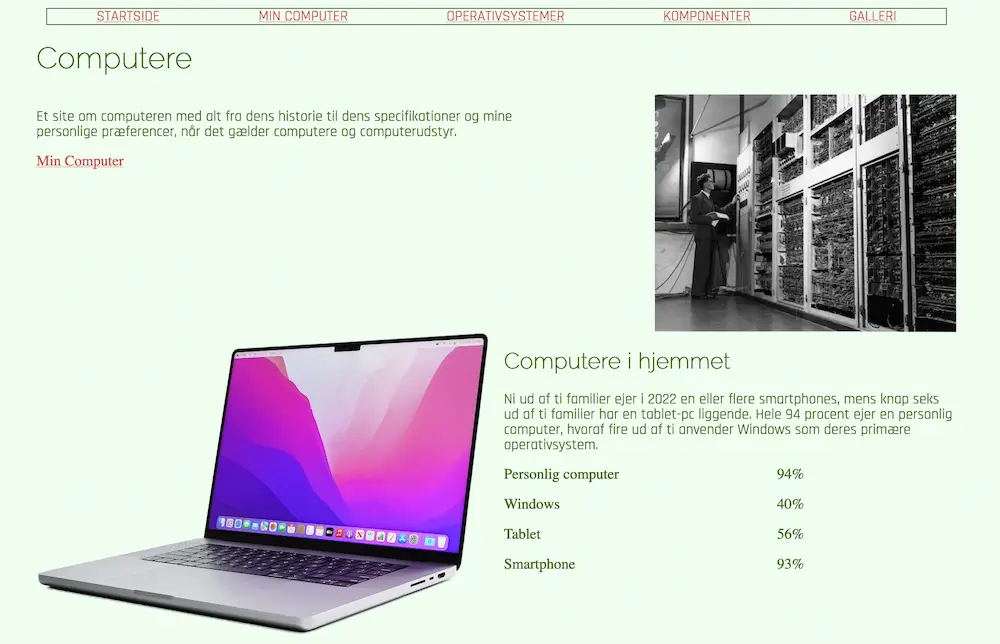 STARTSIDE MIN COMPUTER OPERATIVSYSTEMER KOMPONENTER GALLERI
Computere
Et site om computeren med alt fra dens historie til dens specifikationer og mine
personlige præferencer, når det gælder computere og computerudstyr.
Min Computer
Computere i hjemmet
Ni ud af ti familier ejer i 2022 en eller flere smartphones, mens knap seks
ud af ti familier har en tablet-pc liggende. Hele 94 procent ejer en personlig
computer, hvoraf fire ud af ti anvender Windows som deres primære
operativsystem.
Personlig computer 94%
Windows 40%
Tablet 56%
Smartphone 93%